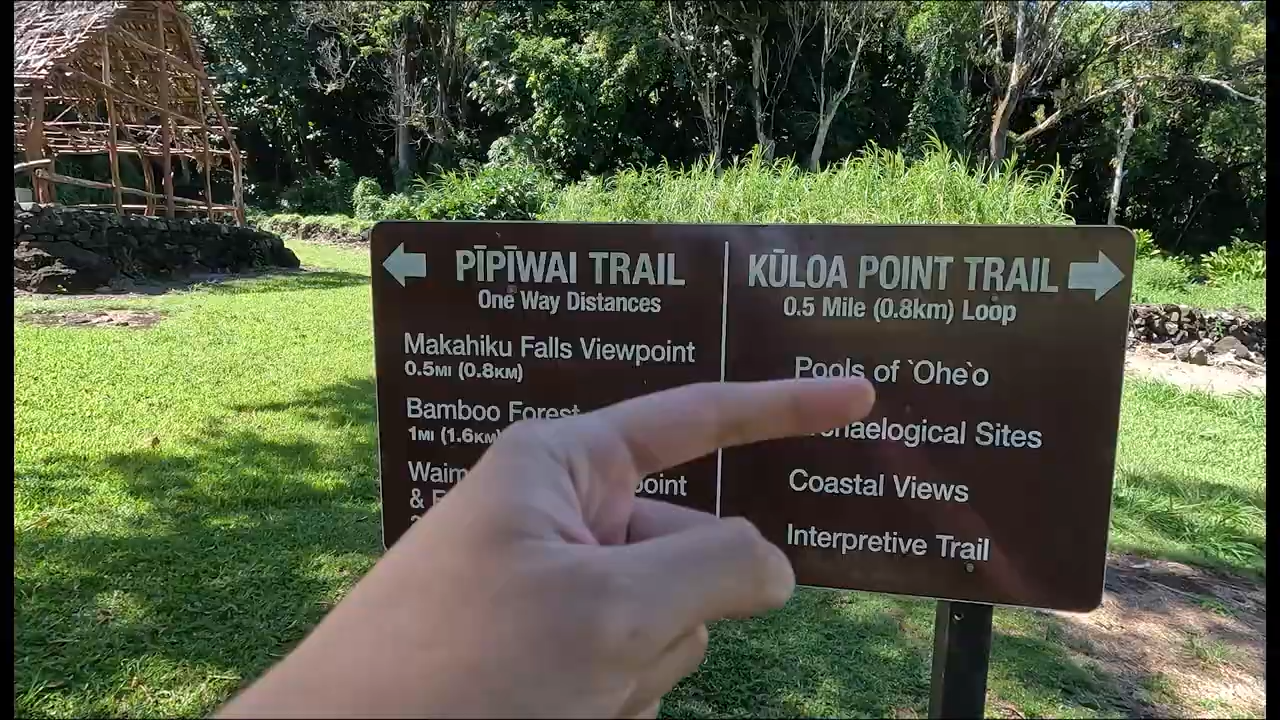 PĪPĪWAI TRAIL
One Way Distances
Makahiku Falls Viewpoint
0.5MI (0.8KM)
Bamboo Forest
1MI (1.6KM)
&
KŪLOA POINT TRAIL
0.5 Mile (0.8km) Loop
Pools of `Ohe`o
Sites
Coastal Views
Interpretive Trail